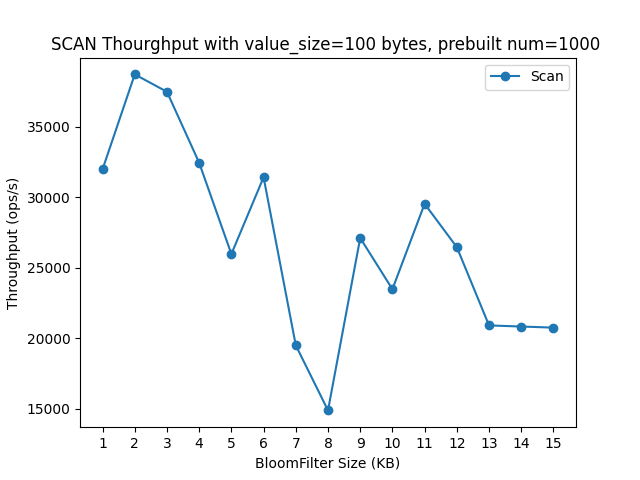 SCAN Thourghput with value_size=100 bytes, prebuilt num=1000
Scan
Throughput (ops/s)
35000
30000
25000
20000
15000
1 2 3 4 5 6 7 8 9 10 11 12 13 14 15
BloomFilter Size (KB)